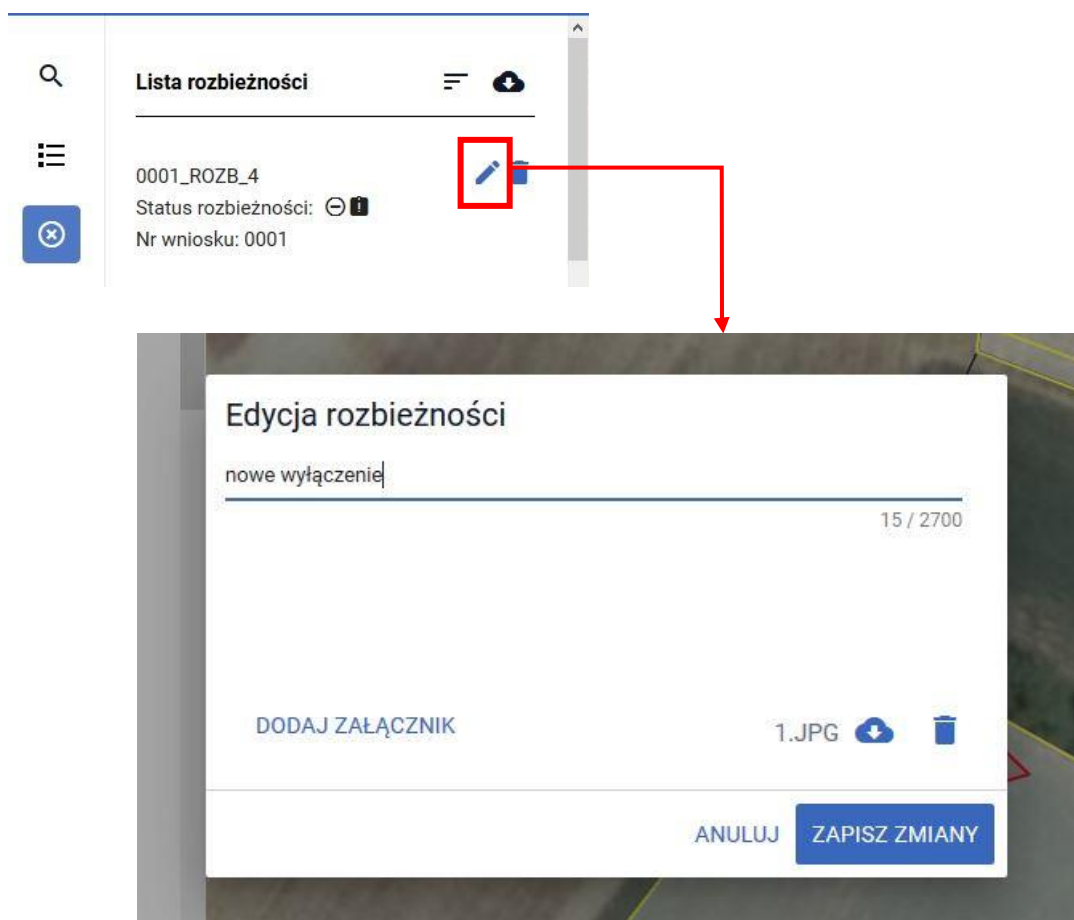 Lista rozbieżności
0001_ROZB_4
Status rozbieżności:
Nr wniosku: 0001
Edycja rozbieżności
nowe wyłączenie
15 / 2700
DODAJ ZAŁĄCZNIK
1.JPG
ANULUJ
ZAPISZ ZMIANY